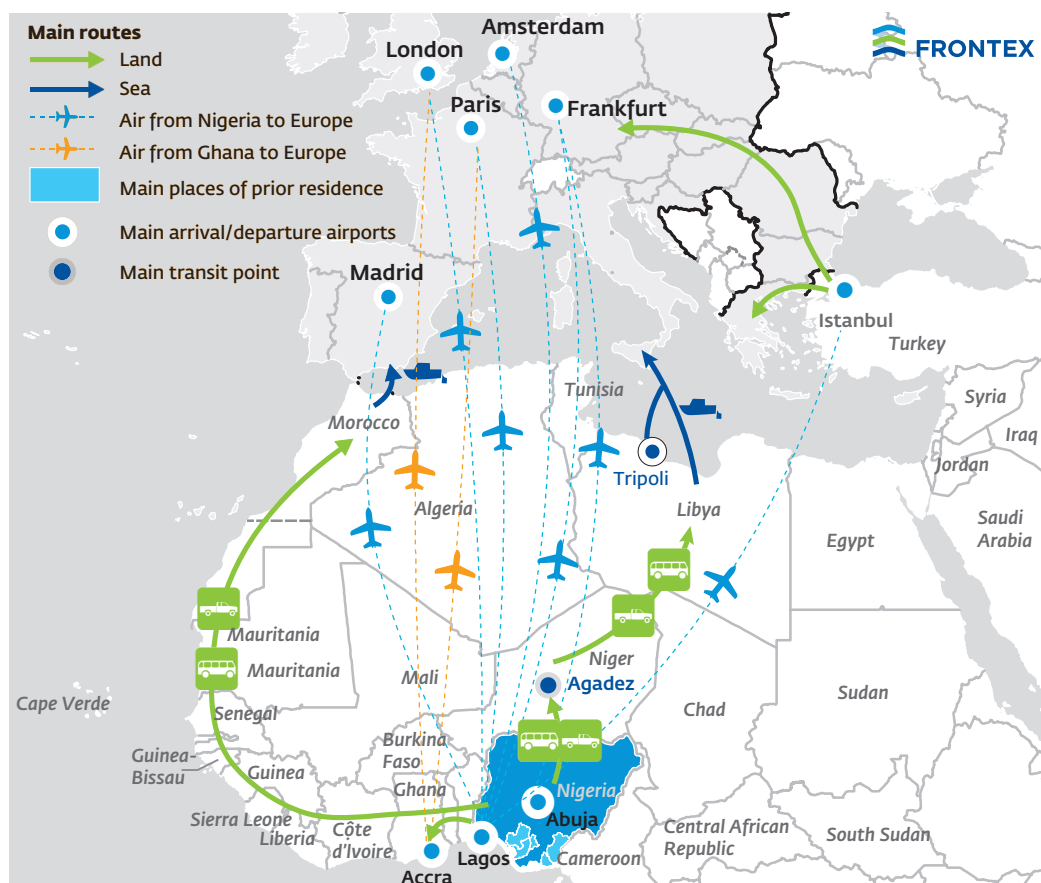 Main routes
Land
Sea
Air from Nigeria to Europe
Air from Ghana to Europe
Main places of prior residence
Main arrival/departure airports
Main transit point
FRONTEX
Amsterdam
London
Paris
Frankfurt
Madrid
Istanbul
Turkey
Tunisia
Syria
Morocco
Iraq
Jordan
Tripoli
Algeria
Libya
Egypt
Saudi
Arabia
Mauritania
Mauritania
Niger
Mali
Agadez
Cape Verde
Senegal
Chad
Sudan
Guinea-
Bissau
Burkina
Faso
Guinea
Ghana
Nigeria
Sierra Leone
Liberia
Côte
d'Ivoire
Abuja
Central African
Republic
South Sudan
Lagos
Cameroon
Accra